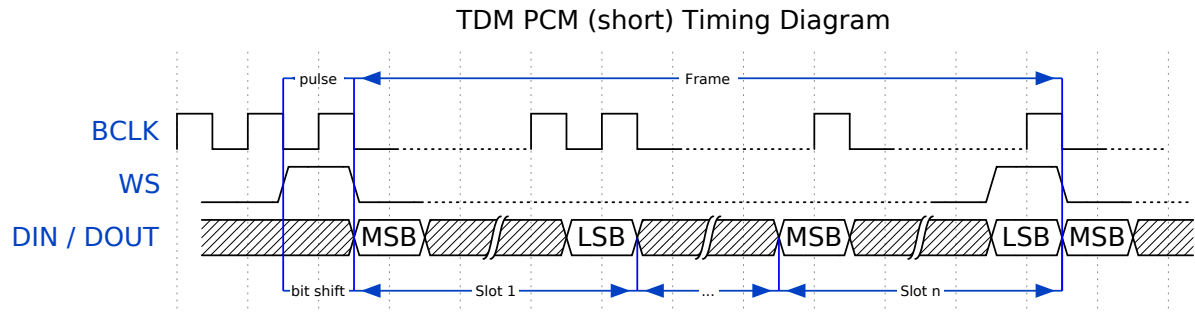 TDM PCM (short) Timing Diagram
pulse Frame
BCLK
WS
DIN / DOUT MSB LSB MSB LSB MSB
bit shift Slot 1 ... Slot n